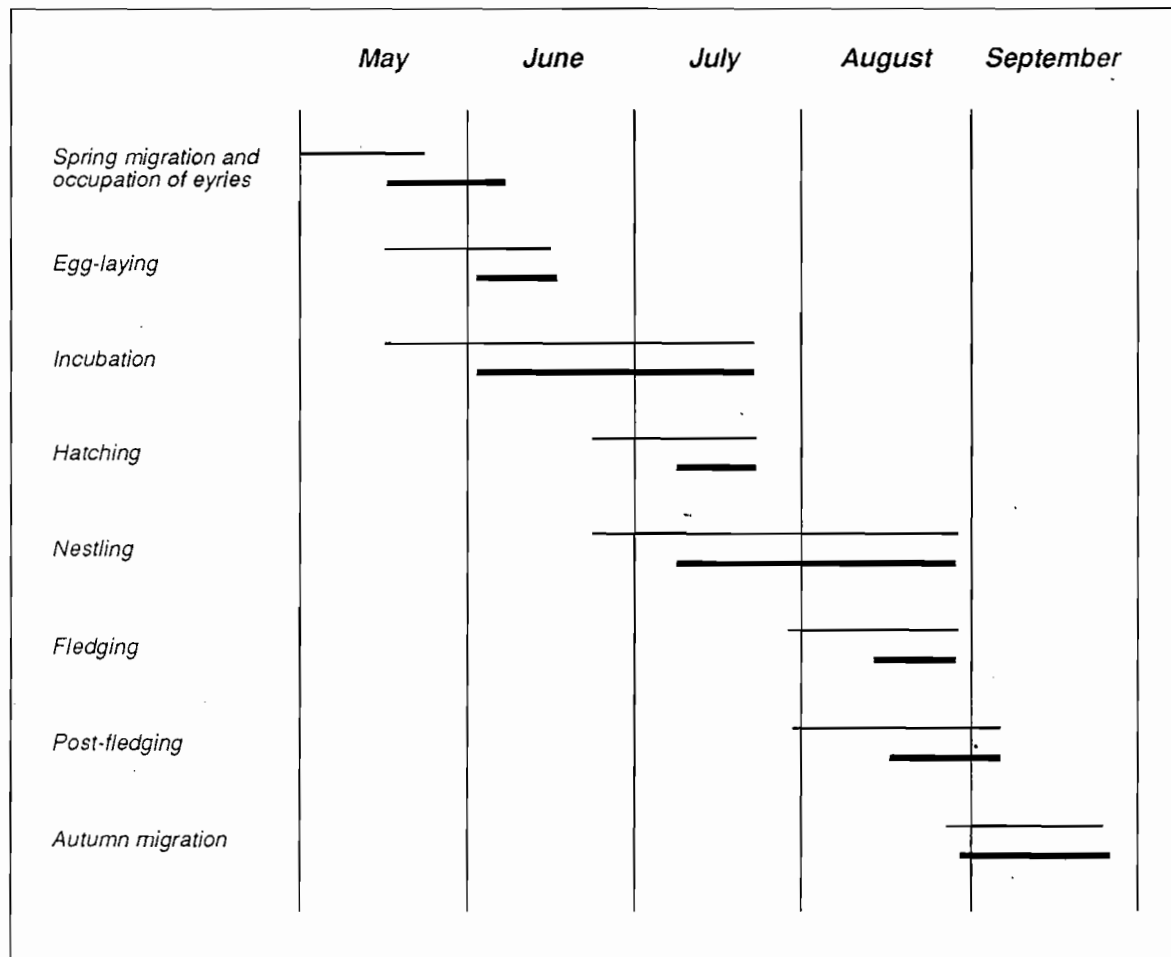 May June July August September
Spring migration and
occupation of eyries
Egg-laying
Incubation
Hatching
Nestling
Fledging
Post-fledging
Autumn migration